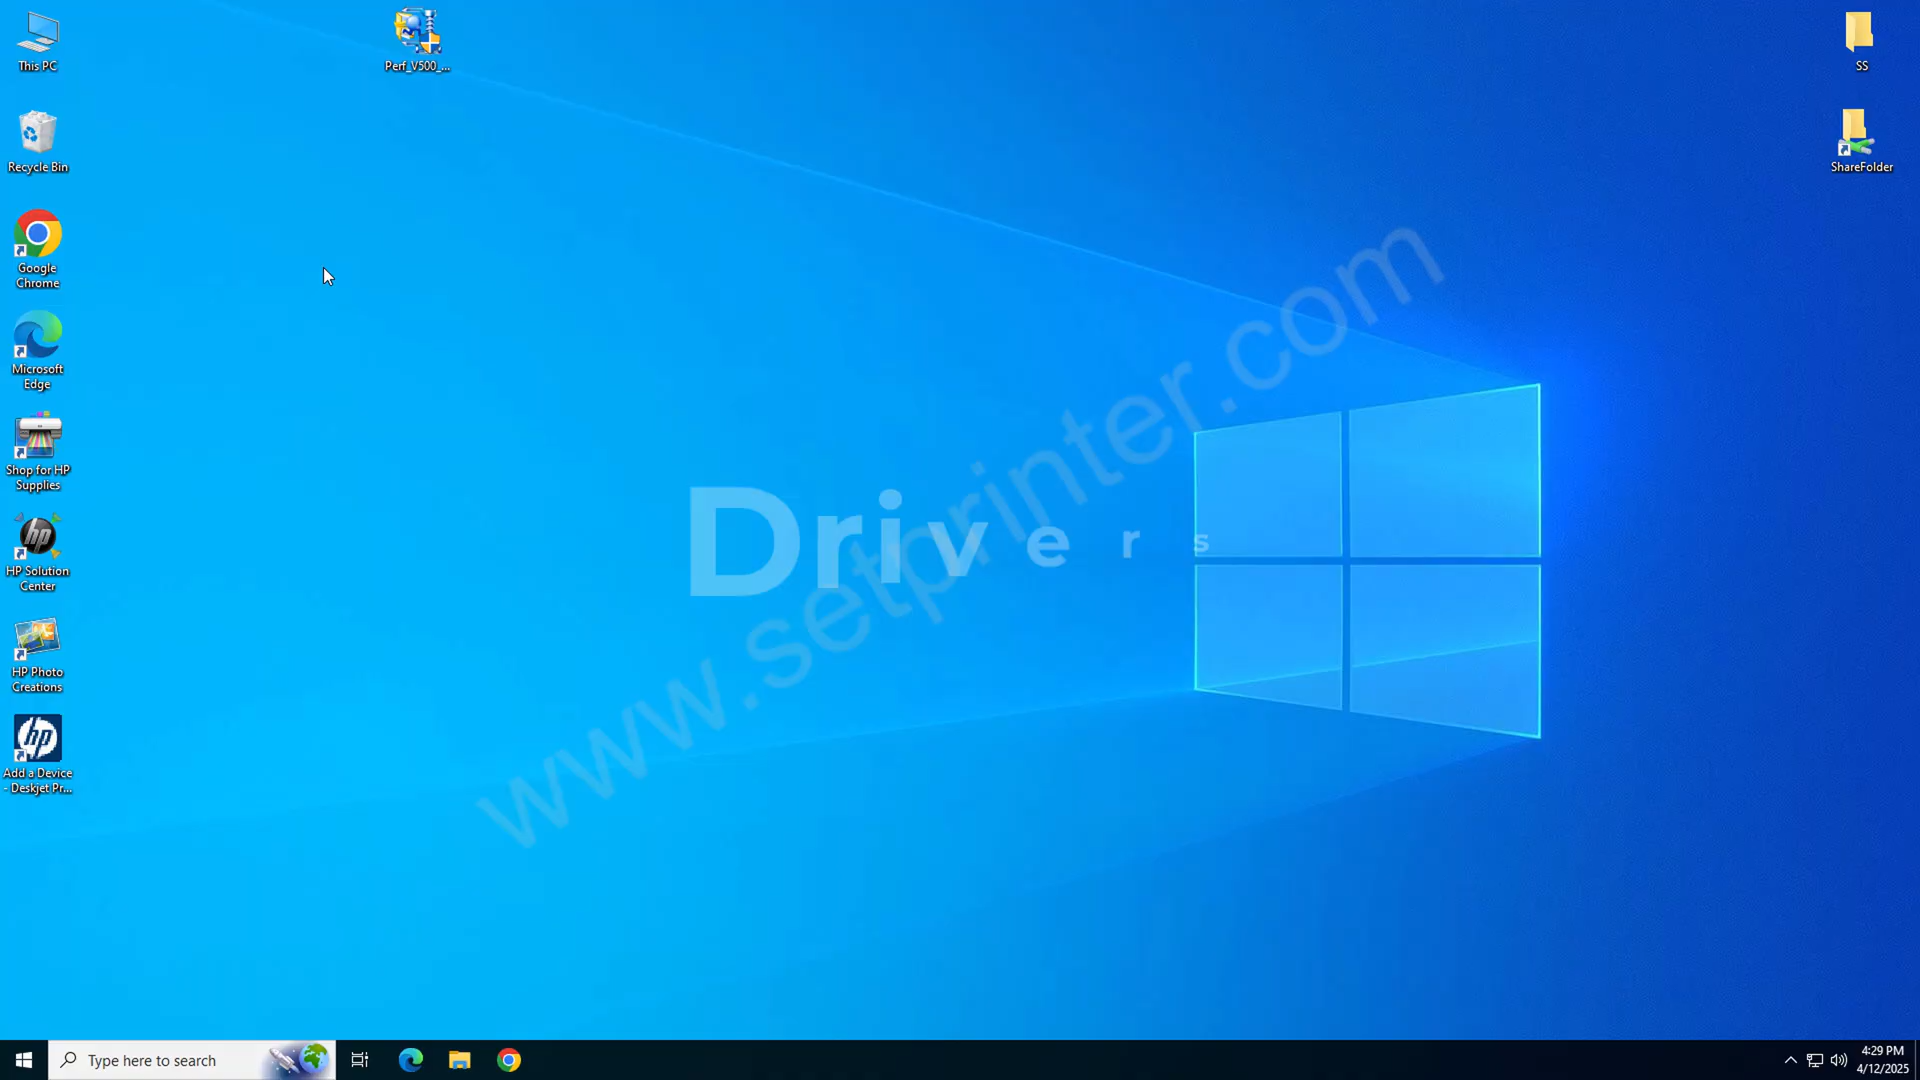 This PC
Perf_V500_...
SS
Recycle Bin
ShareFolder
Google
Chrome
Microsoft
Edge
Shop for HP
Supplies
hp
HP Solution
Center
HP Photo
Creations
hp
Add a Device
- Deskjet Pr...
Drivers
www.setprinter.com
Type here to search
4:29 PM
4/12/2025